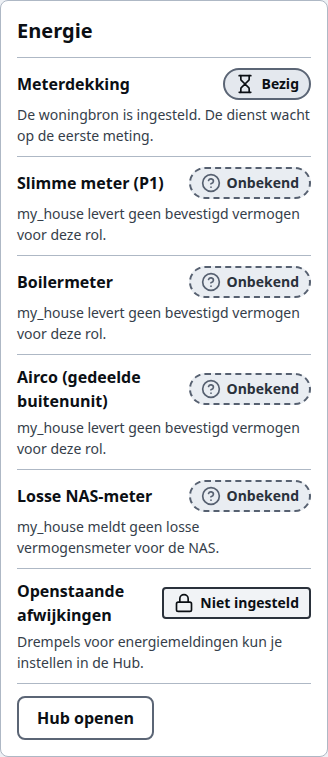 Energie
Meterdekking
Bezig
De woningbron is ingesteld. De dienst wacht
op de eerste meting.
Slimme meter (P1)
Onbekend
my_house levert geen bevestigd vermogen
voor deze rol.
Boilermeter
Onbekend
my_house levert geen bevestigd vermogen
voor deze rol.
Airco (gedeelde
buitenunit)
Onbekend
my_house levert geen bevestigd vermogen
voor deze rol.
Losse NAS-meter
Onbekend
my_house meldt geen losse
vermogensmeter voor de NAS.
Openstaande
afwijkingen
Niet ingesteld
Drempels voor energiemeldingen kun je
instellen in de Hub.
Hub openen